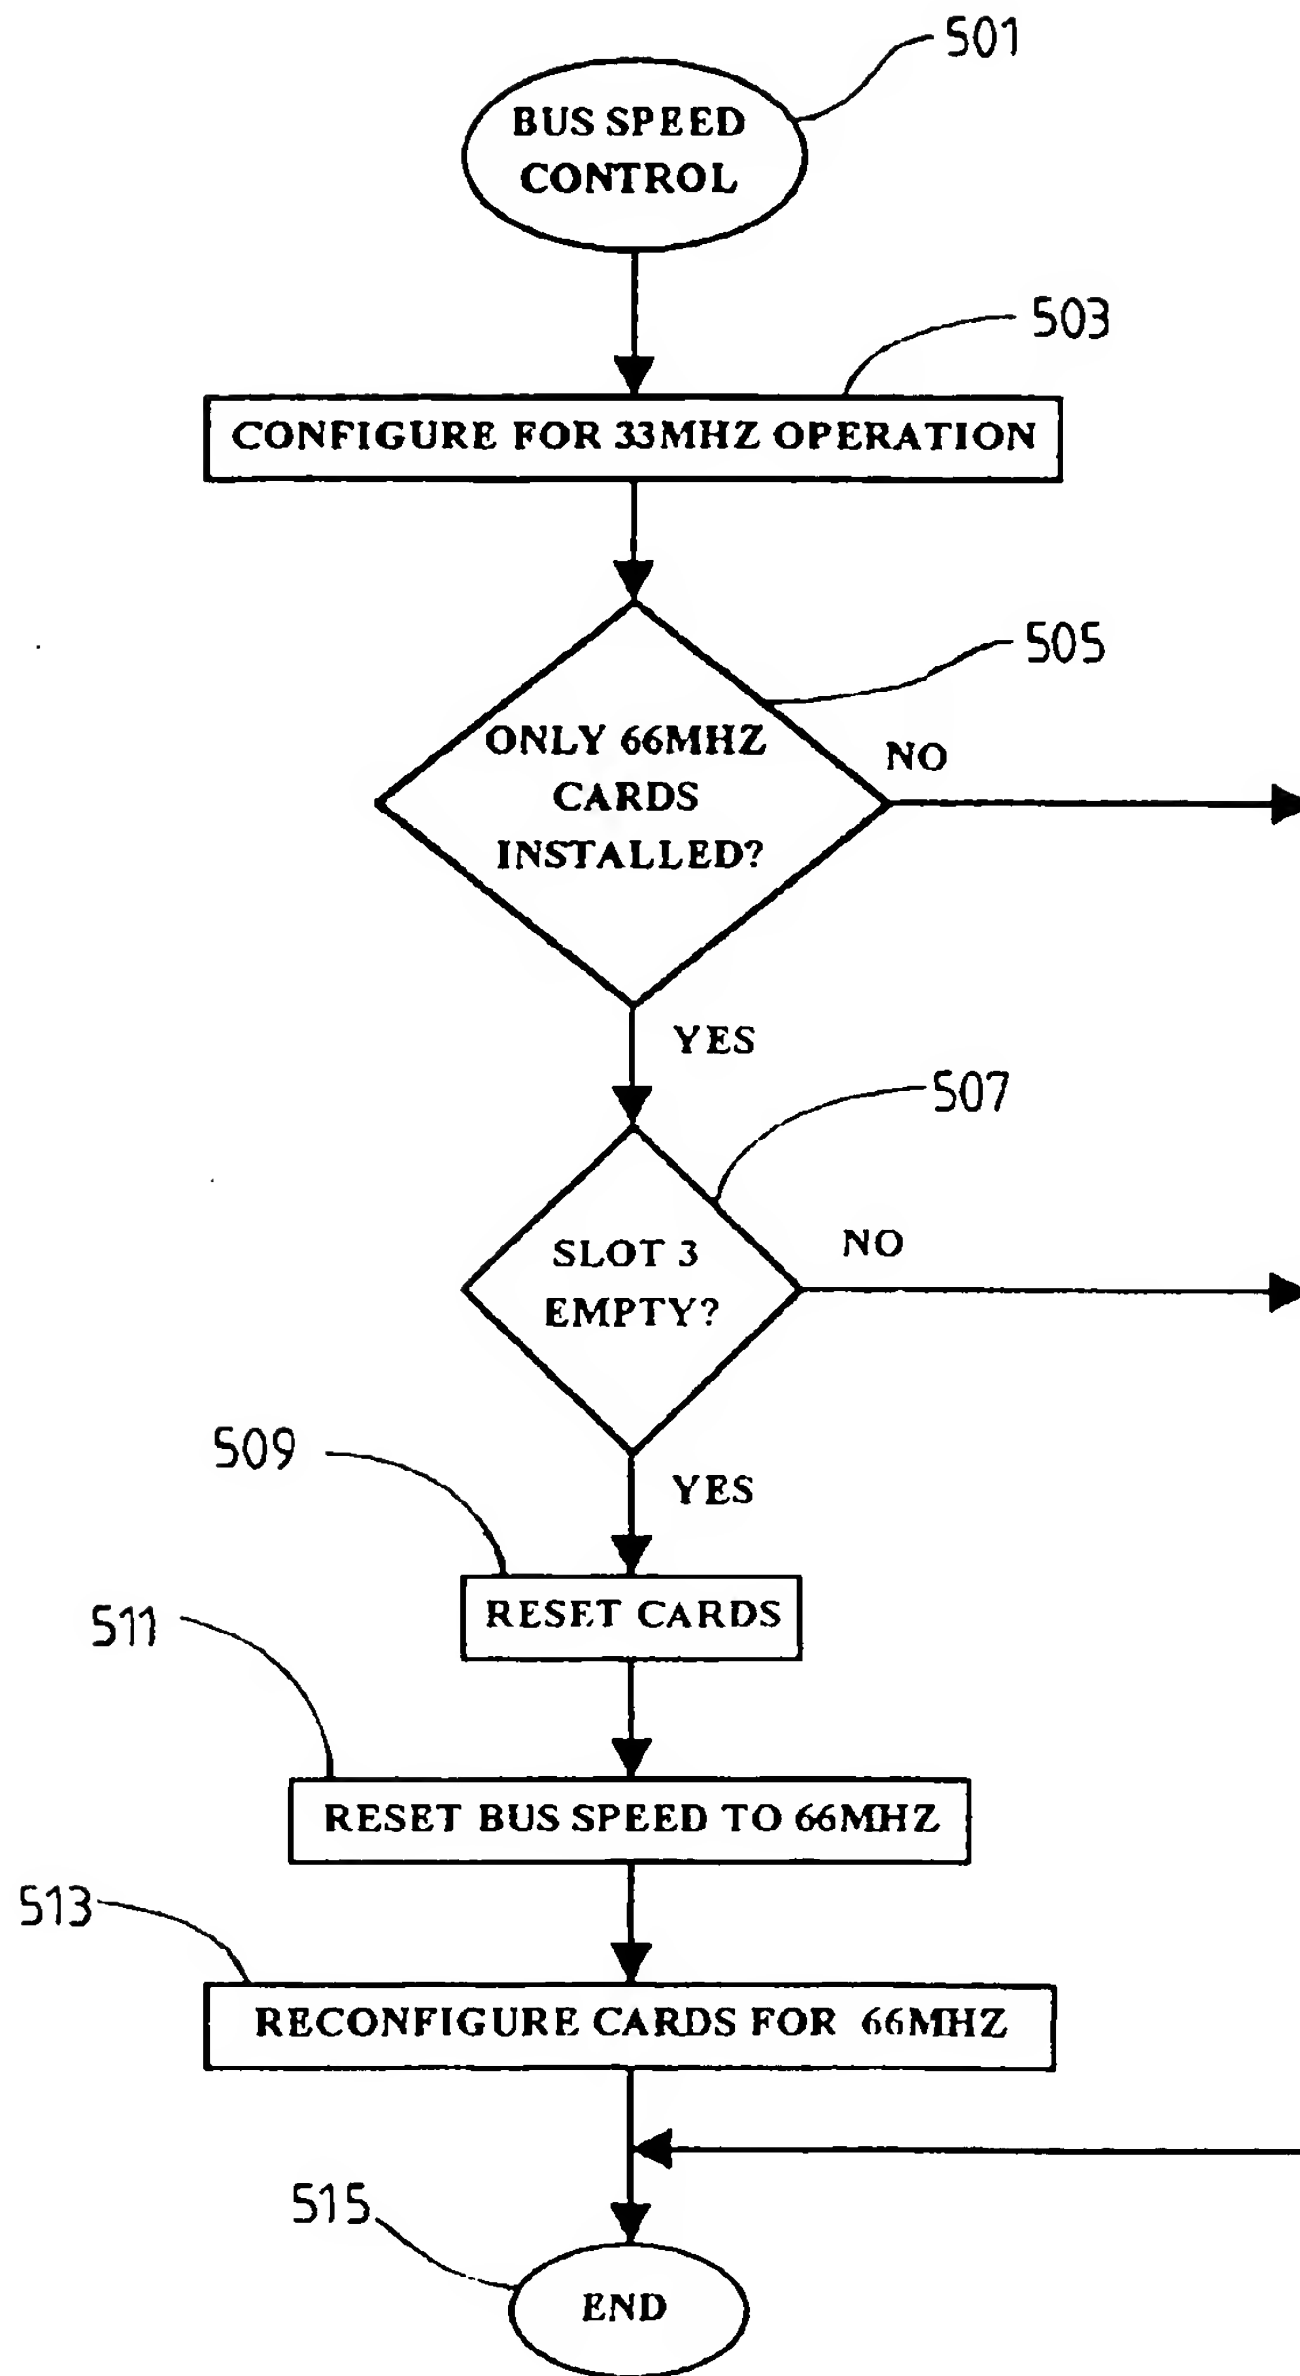 501
BUS SPEED
CONTROL
503
CONFIGURE FOR 33MHZ OPERATION
505
ONLY 66MHZ
CARDS
INSTALLED?
NO
YES
507
SLOT 3
EMPTY?
NO
YES
509
RESET CARDS
511
RESET BUS SPEED TO 66MHZ
513
RECONFIGURE CARDS FOR 66MHZ
515
END